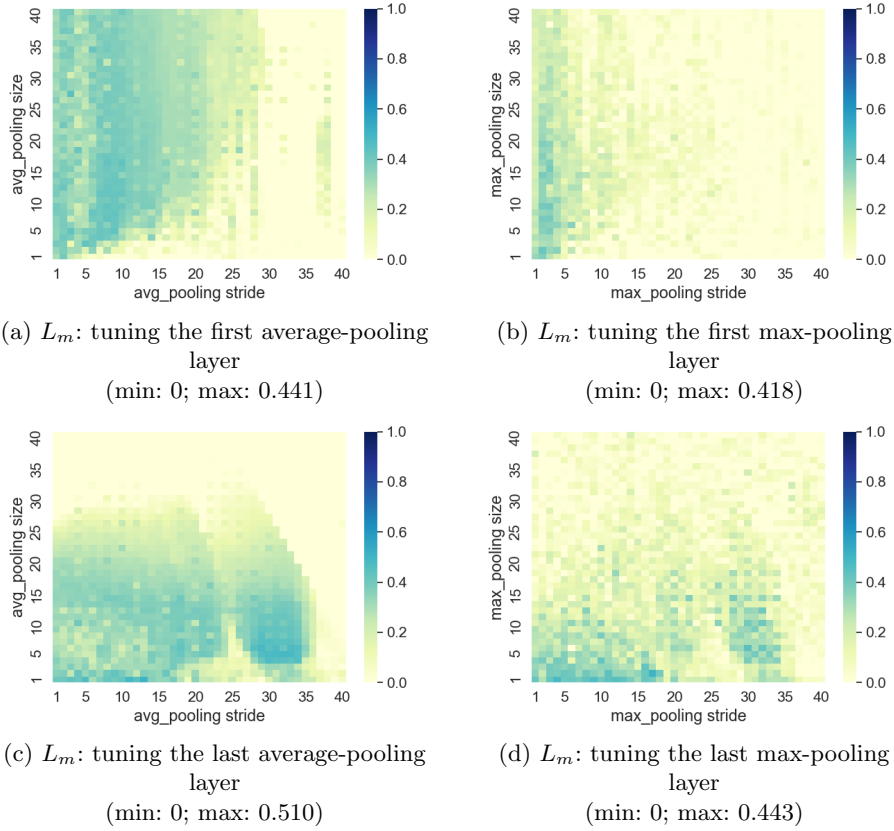 1.0
40
35
30
25
20
15
10
5
1
avg_pooling size
0.8
0.6
0.4
0.2
0.0
1 5 10 15 20 25 30 35 40
avg_pooling stride
(a) Lₘ: tuning the first average-pooling
layer
(min: 0; max: 0.441)
1.0
40
35
30
25
20
15
10
5
1
max_pooling size
0.8
0.6
0.4
0.2
0.0
1 5 10 15 20 25 30 35 40
max_pooling stride
(b) Lₘ: tuning the first max-pooling
layer
(min: 0; max: 0.418)
1.0
40
35
30
25
20
15
10
5
1
avg_pooling size
0.8
0.6
0.4
0.2
0.0
1 5 10 15 20 25 30 35 40
avg_pooling stride
(c) Lₘ: tuning the last average-pooling
layer
(min: 0; max: 0.510)
1.0
40
35
30
25
20
15
10
5
1
max_pooling size
0.8
0.6
0.4
0.2
0.0
1 5 10 15 20 25 30 35 40
max_pooling stride
(d) Lₘ: tuning the last max-pooling
layer
(min: 0; max: 0.443)